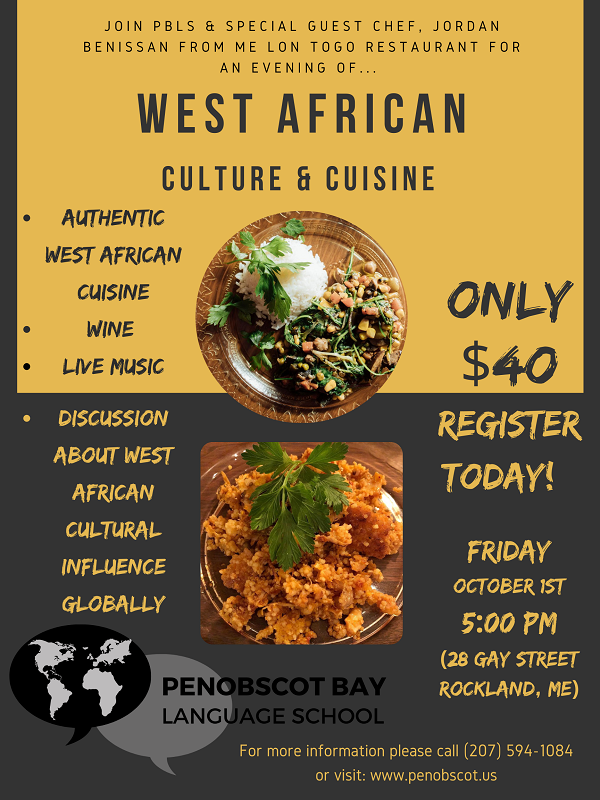 JOIN PBLS & SPECIAL GUEST CHEF, JORDAN
BENISSAN FROM ME LON TOGO RESTAURANT FOR
AN EVENING OF...
WEST AFRICAN
CULTURE & CUISINE
• AUTHENTIC
WEST AFRICAN
CUISINE
• WINE
• LIVE MUSIC
• DISCUSSION
ABOUT WEST
AFRICAN
CULTURAL
INFLUENCE
GLOBALLY
ONLY
$40
REGISTER
TODAY!
FRIDAY
OCTOBER 1ST
5:00 PM
(28 GAY STREET
ROCKLAND, ME)
PENOBSCOT BAY
LANGUAGE SCHOOL
For more information please call (207) 594-1084
or visit: www.penobscot.us